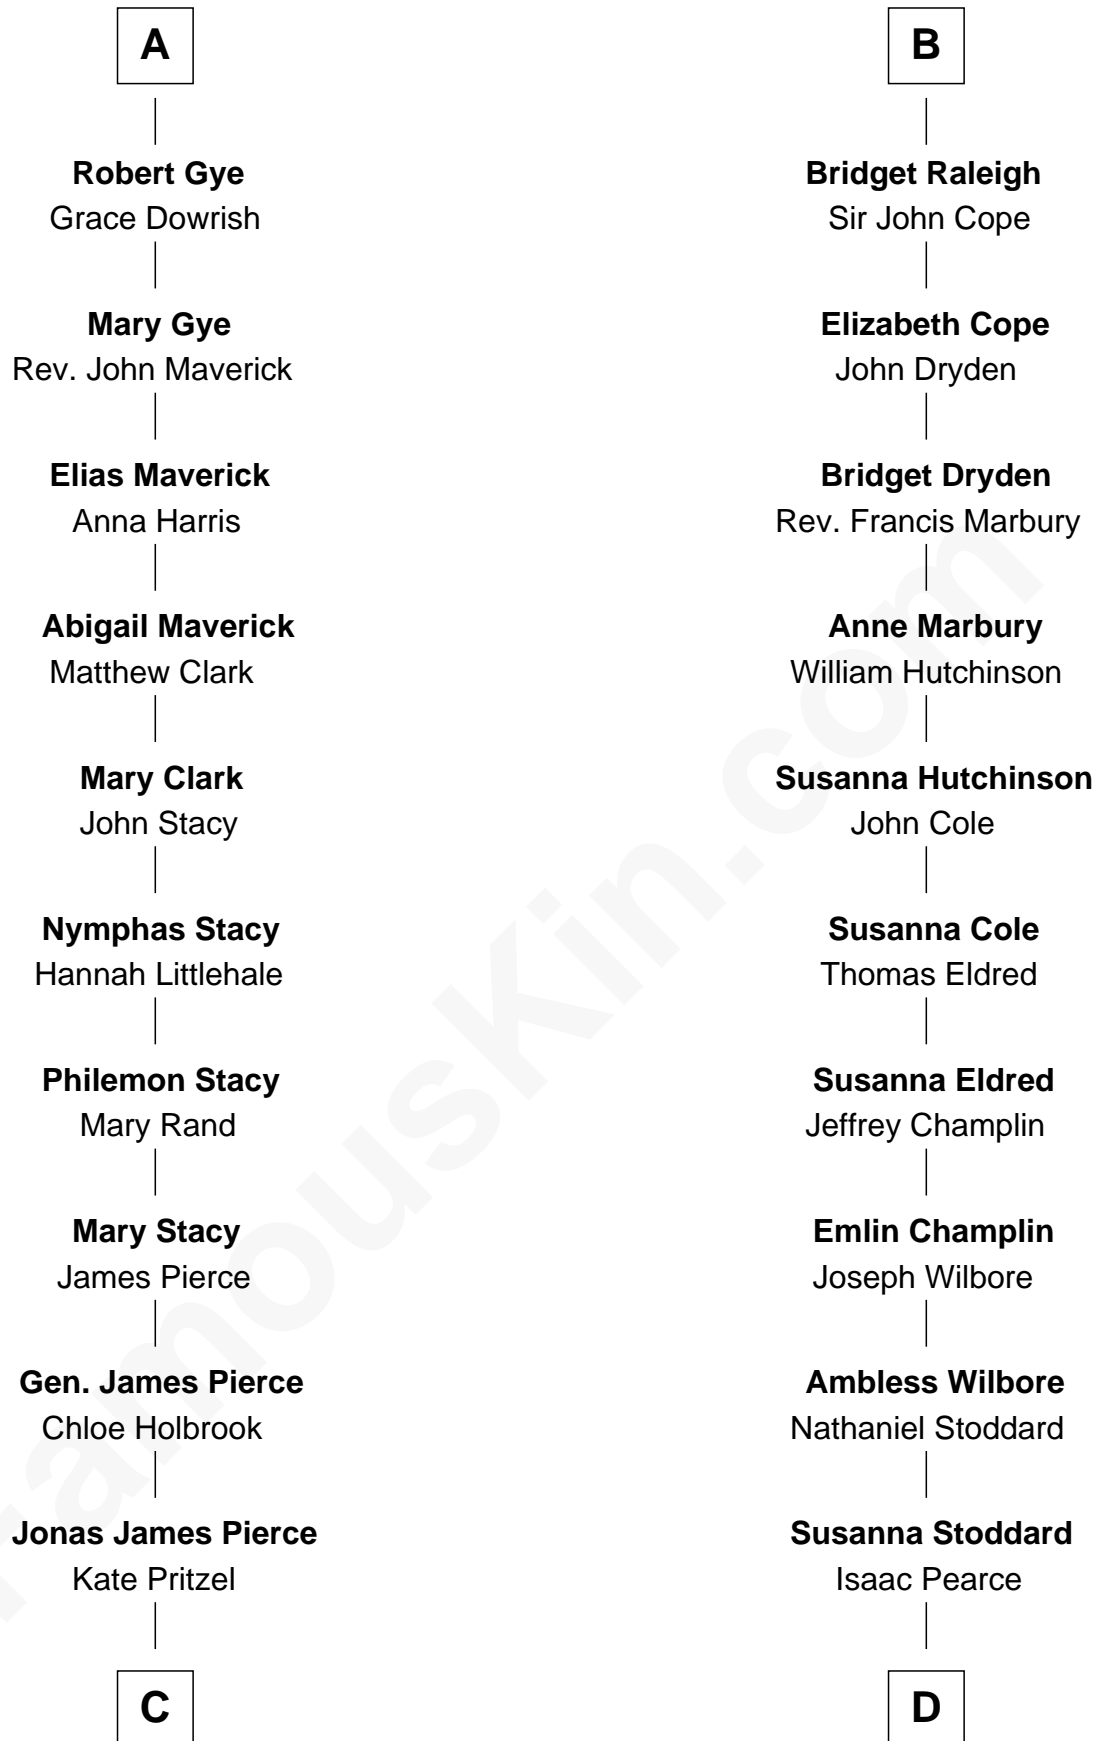 A
Robert Gye
Grace Dowrish
Mary Gye
Rev. John Maverick
Elias Maverick
Anna Harris
Abigail Maverick
Matthew Clark
Mary Clark
John Stacy
Nymphas Stacy
Hannah Littlehale
Philemon Stacy
Mary Rand
Mary Stacy
James Pierce
Gen. James Pierce
Chloe Holbrook
Jonas James Pierce
Kate Pritzel
C
B
Bridget Raleigh
Sir John Cope
Elizabeth Cope
John Dryden
Bridget Dryden
Rev. Francis Marbury
Anne Marbury
William Hutchinson
Susanna Hutchinson
John Cole
Susanna Cole
Thomas Eldred
Susanna Eldred
Jeffrey Champlin
Emlin Champlin
Joseph Wilbore
Ambless Wilbore
Nathaniel Stoddard
Susanna Stoddard
Isaac Pearce
D
FamousKin.com